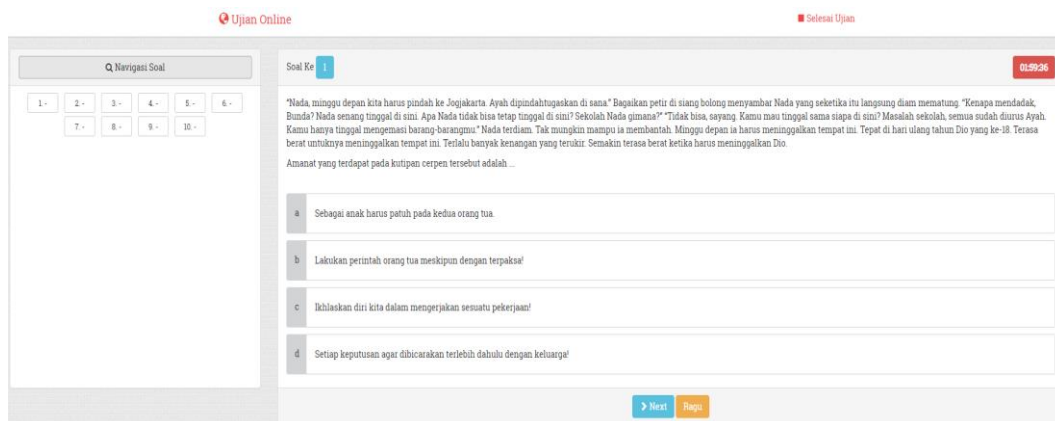 Ujian Online
Selesai Ujian
Navigasi Soal
1. -
2. -
3. -
4. -
5. -
6. -
7. -
8. -
9. -
10. -
Soal Ke 1
01:59:36
"Nada, minggu depan kita harus pindah ke Jogjakarta. Ayah dipindahtugaskan di sana." Bagaikan petir di siang bolong menyambar Nada yang seketika itu langsung diam mematung. "Kenapa mendadak,
Bunda? Nada senang tinggal di sini. Apa Nada tidak bisa tetap tinggal di sini? Sekolah Nada gimana?" "Tidak bisa, sayang. Kamu mau tinggal sama siapa di sini? Masalah sekolah, semua sudah diurus Ayah.
Kamu hanya tinggal mengemasi barang-barangmu." Nada terdiam. Tak mungkin mampu ia membantah. Minggu depan ia harus meninggalkan tempat ini. Tepat di hari ulang tahun Dio yang ke-18. Terasa
berat untuknya meninggalkan tempat ini. Terlalu banyak kenangan yang terukir. Semakin terasa berat ketika harus meninggalkan Dio.
Amanat yang terdapat pada kutipan cerpen tersebut adalah ...
a Sebagai anak harus patuh pada kedua orang tua.
b Lakukan perintah orang tua meskipun dengan terpaksa!
c Ikhlaskan diri kita dalam mengerjakan sesuatu pekerjaan!
d Setiap keputusan agar dibicarakan terlebih dahulu dengan keluarga!
Next
Ragu